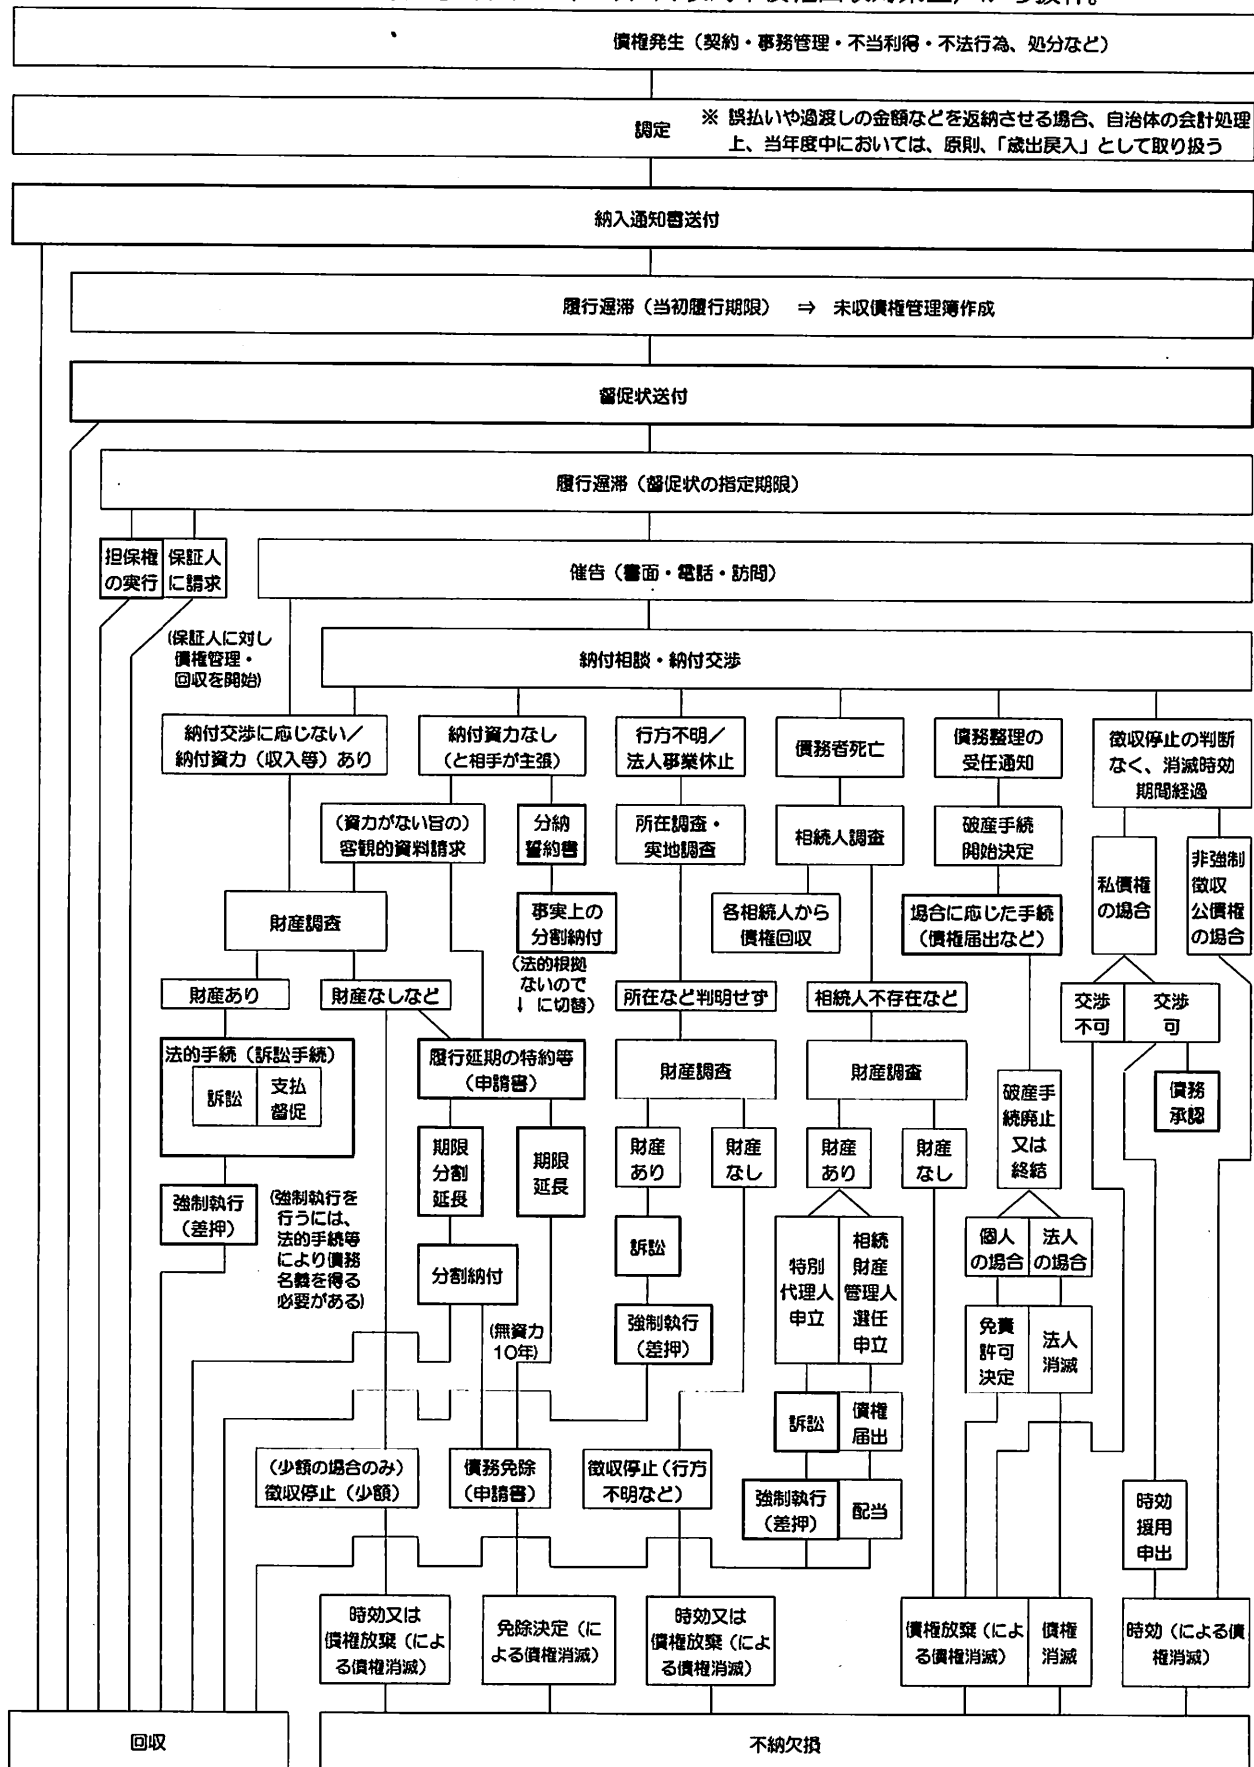 債権発生（契約・事務管理・不当利得・不法行為、処分など）
調定
※ 誤払いや過渡しの金額などを返納させる場合、自治体の会計処理
上、当年度中においては、原則、「歳出戻入」として取り扱う
納入通知書送付
履行遅滞（当初履行期限） ⇒ 未収債権管理簿作成
督促状送付
履行遅滞（督促状の指定期限）
担保権
の実行
保証人
に請求
催告（書面・電話・訪問）
(保証人に対し
債権管理・
回収を開始)
納付相談・納付交渉
納付交渉に応じない／
納付資力（収入等）あり
納付資力なし
（と相手が主張）
行方不明／
法人事業休止
債務者死亡
債務整理の
受任通知
徴収停止の判断
なく、消滅時効
期間経過
（資力がない旨の）
客観的資料請求
分納
誓約書
所在調査・
実地調査
相続人調査
破産手続
開始決定
私債権
の場合
非強制
徴収
公債権
の場合
財産調査
事実上の
分割納付
(法的根拠
ないので
↓ に切替)
各相続人から
債権回収
場合に応じた手続
（債権届出など）
財産あり
財産なしなど
所在など判明せず
相続人不存在など
交渉
不可
交渉
可
法的手続（訴訟手続）
訴訟
支払
督促
履行延期の特約等
（申請書）
財産調査
財産調査
破産手
続廃止
又は
終結
債務
承認
期限
分割
延長
期限
延長
財産
あり
財産
なし
財産
あり
財産
なし
強制執行
（差押）
(強制執行を
行うには、
法的手続等
により債務
名義を得る
必要がある)
分割納付
訴訟
特別
代理人
申立
相続
財産
管理人
選任
申立
個人
の場合
法人
の場合
(無資力
10年)
強制執行
（差押）
免責
許可
決定
法人
消滅
訴訟
債権
届出
（少額の場合のみ）
徴収停止（少額）
債務免除
（申請書）
徴収停止（行方
不明など）
強制執行
（差押）
配当
時効
援用
申出
時効又は
債権放棄（によ
る債権消滅）
免除決定（に
よる債権消滅）
時効又は
債権放棄（によ
る債権消滅）
債権放棄（によ
る債権消滅）
債権
消滅
時効（による債
権消滅）
回収
不納欠損